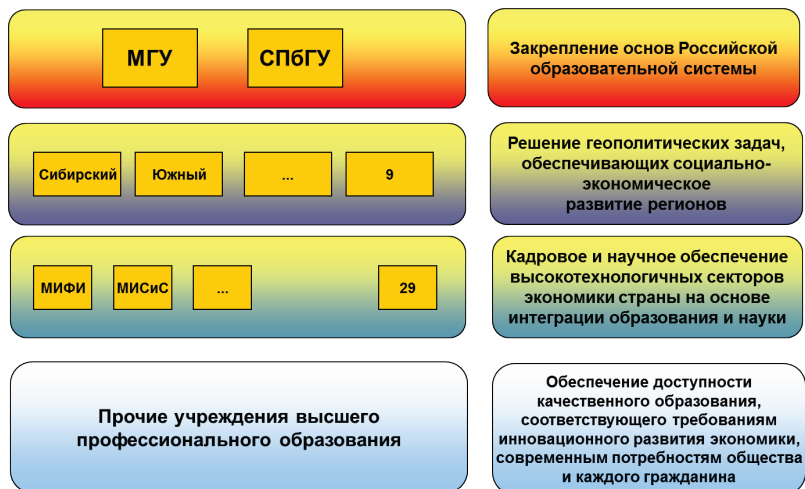 МГУ СПбГУ
Закрепление основ Российской
образовательной системы
Сибирский Южный ... 9
Решение геополитических задач,
обеспечивающих социально-
экономическое
развитие регионов
МИФИ МИСиС ... 29
Кадровое и научное обеспечение
высокотехнологичных секторов
экономики страны на основе
интеграции образования и науки
Прочие учреждения высшего
профессионального образования
Обеспечение доступности
качественного образования,
соответствующего требованиям
инновационного развития экономики,
современным потребностям общества
и каждого гражданина